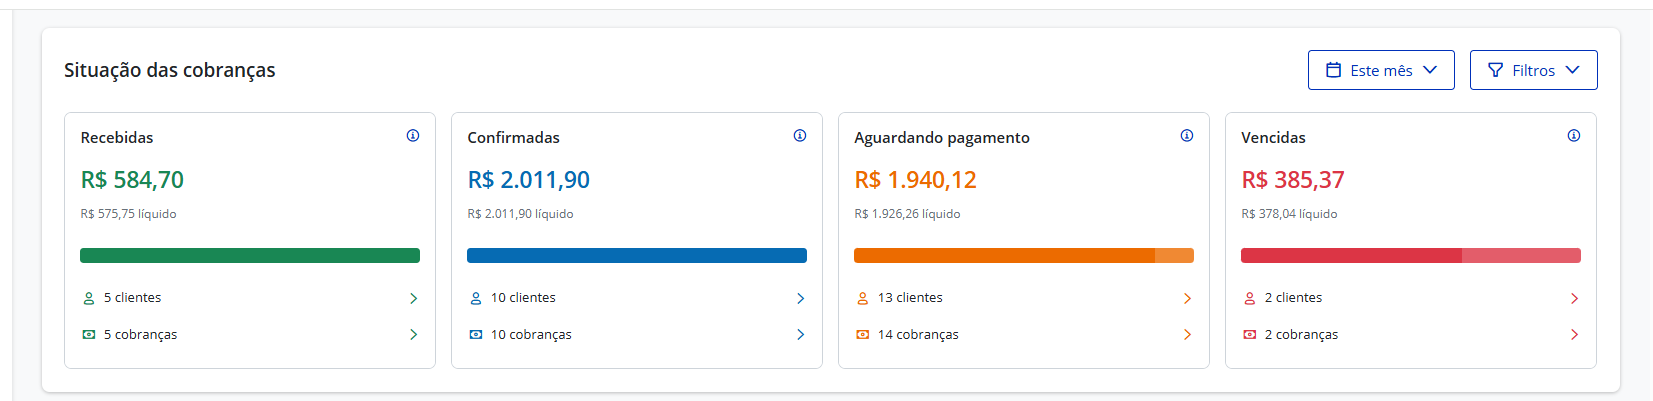 Situação das cobranças
Este mês
Filtros
Recebidas
R$ 584,70
R$ 575,75 líquido
5 clientes
5 cobranças
Confirmadas
R$ 2.011,90
R$ 2.011,90 líquido
10 clientes
10 cobranças
Aguardando pagamento
R$ 1.940,12
R$ 1.926,26 líquido
13 clientes
14 cobranças
Vencidas
R$ 385,37
R$ 378,04 líquido
2 clientes
2 cobranças